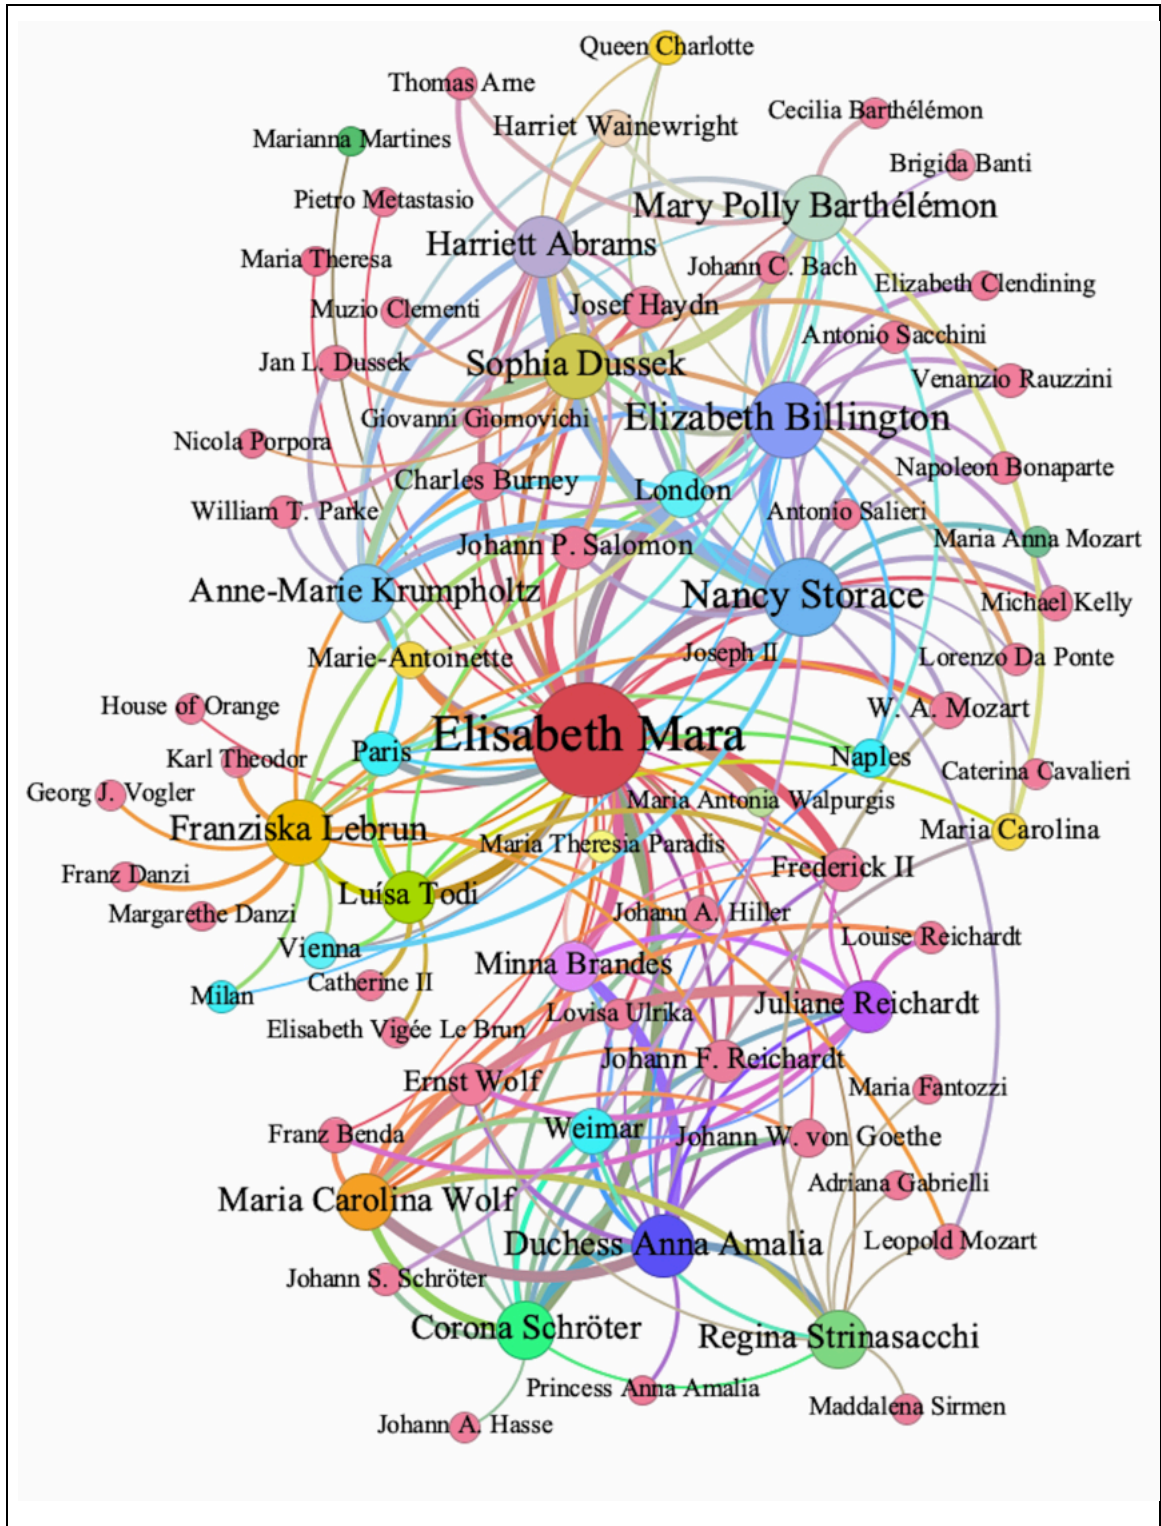 Queen Charlotte
Thomas Arne
Cecilia Barthélémon
Harriet Wainewright
Marianna Martines
Brigida Banti
Pietro Metastasio
Mary Polly Barthélémon
Harriett Abrams
Maria Theresa
Johann C. Bach
Elizabeth Clendining
Josef Haydn
Muzio Clementi
Antonio Sacchini
Jan L. Dussek
Sophia Dussek
Venanzio Rauzzini
Giovanni Giornovichi
Elizabeth Billington
Nicola Porpora
Napoleon Bonaparte
Charles Burney
London
William T. Parke
Antonio Salieri
Maria Anna Mozart
Johann P. Salomon
Anne-Marie Krumpholtz
Nancy Storace
Michael Kelly
Joseph II
Marie-Antoinette
Lorenzo Da Ponte
House of Orange
W. A. Mozart
Elisabeth Mara
Paris
Karl Theodor
Naples
Caterina Cavalieri
Georg J. Vogler
Maria Antonia Walpurgis
Franziska Lebrun
Maria Carolina
Maria Theresia Paradis
Frederick II
Franz Danzi
Luísa Todi
Margarethe Danzi
Johann A. Hiller
Louise Reichardt
Vienna
Minna Brandes
Catherine II
Milan
Juliane Reichardt
Lovisa Ulrika
Elisabeth Vigée Le Brun
Johann F. Reichardt
Ernst Wolf
Maria Fantozzi
Weimar
Franz Benda
Johann W. von Goethe
Adriana Gabrielli
Maria Carolina Wolf
Duchess Anna Amalia
Leopold Mozart
Johann S. Schröter
Corona Schröter
Regina Strinasacchi
Princess Anna Amalia
Maddalena Sirmen
Johann A. Hasse